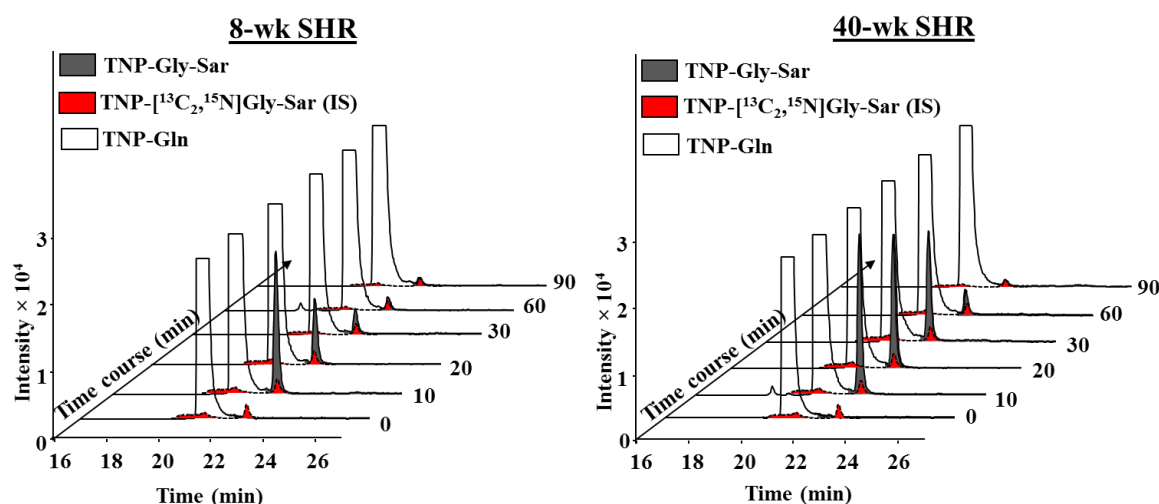 8-wk SHR
TNP-Gly-Sar
TNP-[¹³C₂,¹⁵N]Gly-Sar (IS)
TNP-Gln
Intensity × 10⁴
3
2
1
0
Time course (min)
90
60
30
20
10
0
16 18 20 22 24 26
Time (min)
40-wk SHR
TNP-Gly-Sar
TNP-[¹³C₂,¹⁵N]Gly-Sar (IS)
TNP-Gln
Intensity × 10⁴
3
2
1
0
Time course (min)
90
60
30
20
10
0
16 18 20 22 24 26
Time (min)